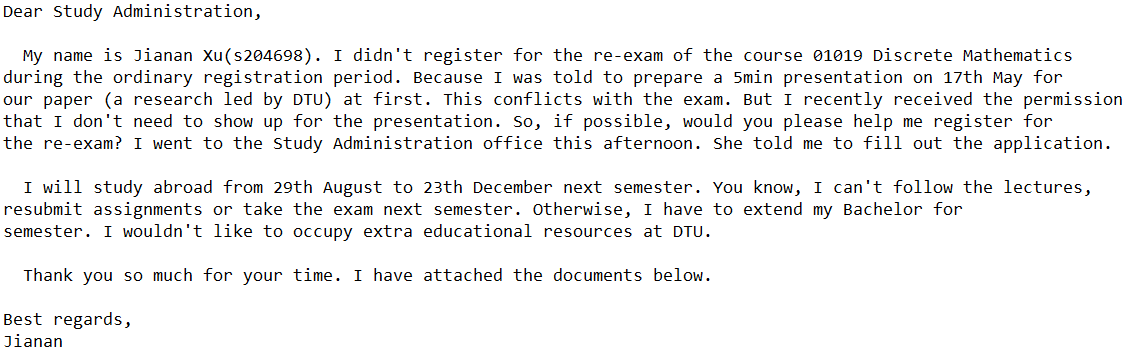 Dear Study Administration,
My name is Jianan Xu(s204698). I didn't register for the re-exam of the course 01019 Discrete Mathematics
during the ordinary registration period. Because I was told to prepare a 5min presentation on 17th May for
our paper (a research led by DTU) at first. This conflicts with the exam. But I recently received the permission
that I don't need to show up for the presentation. So, if possible, would you please help me register for
the re-exam? I went to the Study Administration office this afternoon. She told me to fill out the application.
I will study abroad from 29th August to 23th December next semester. You know, I can't follow the lectures,
resubmit assignments or take the exam next semester. Otherwise, I have to extend my Bachelor for
semester. I wouldn't like to occupy extra educational resources at DTU.
Thank you so much for your time. I have attached the documents below.
Best regards,
Jianan